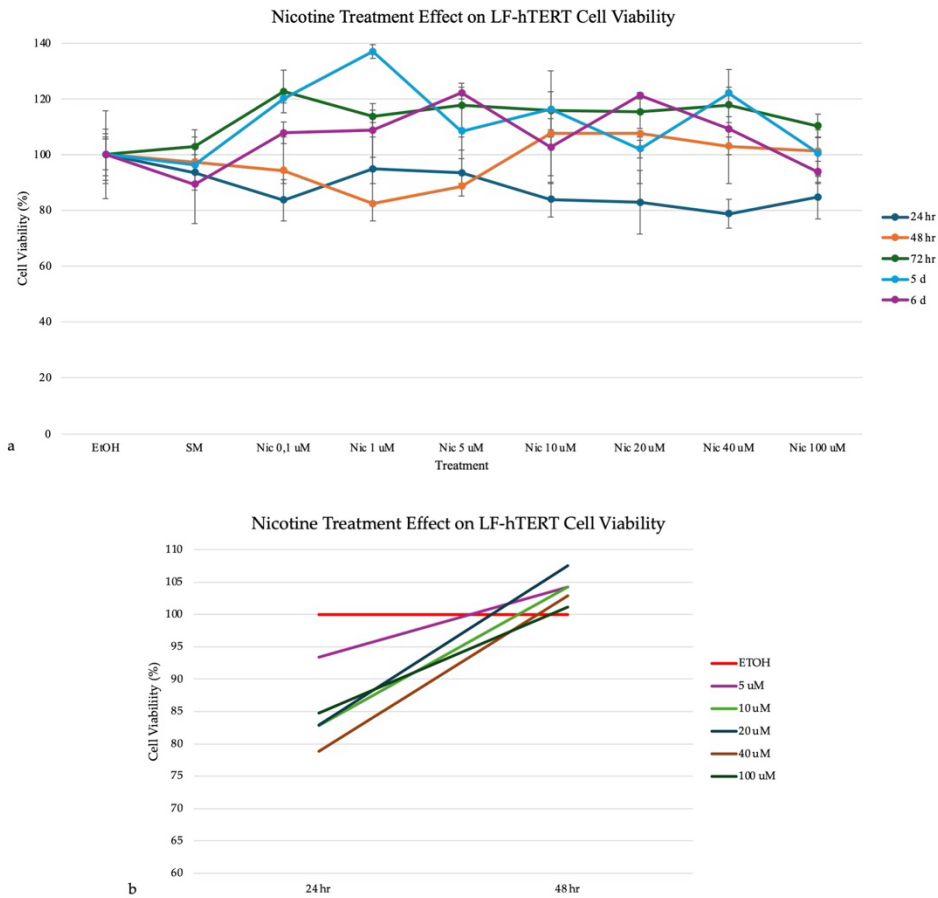 Nicotine Treatment Effect on LF-hTERT Cell Viability
140
120
100
80
60
40
20
0
Cell Viability (%)
EtOH SM Nic 0,1 uM Nic 1 uM Nic 5 uM Nic 10 uM Nic 20 uM Nic 40 uM Nic 100 uM
Treatment
24 hr
48 hr
72 hr
5 d
6 d
a
Nicotine Treatment Effect on LF-hTERT Cell Viability
110
105
100
95
90
85
80
75
70
65
60
Cell Viabiliity (%)
24 hr 48 hr
ETOH
5 uM
10 uM
20 uM
40 uM
100 uM
b